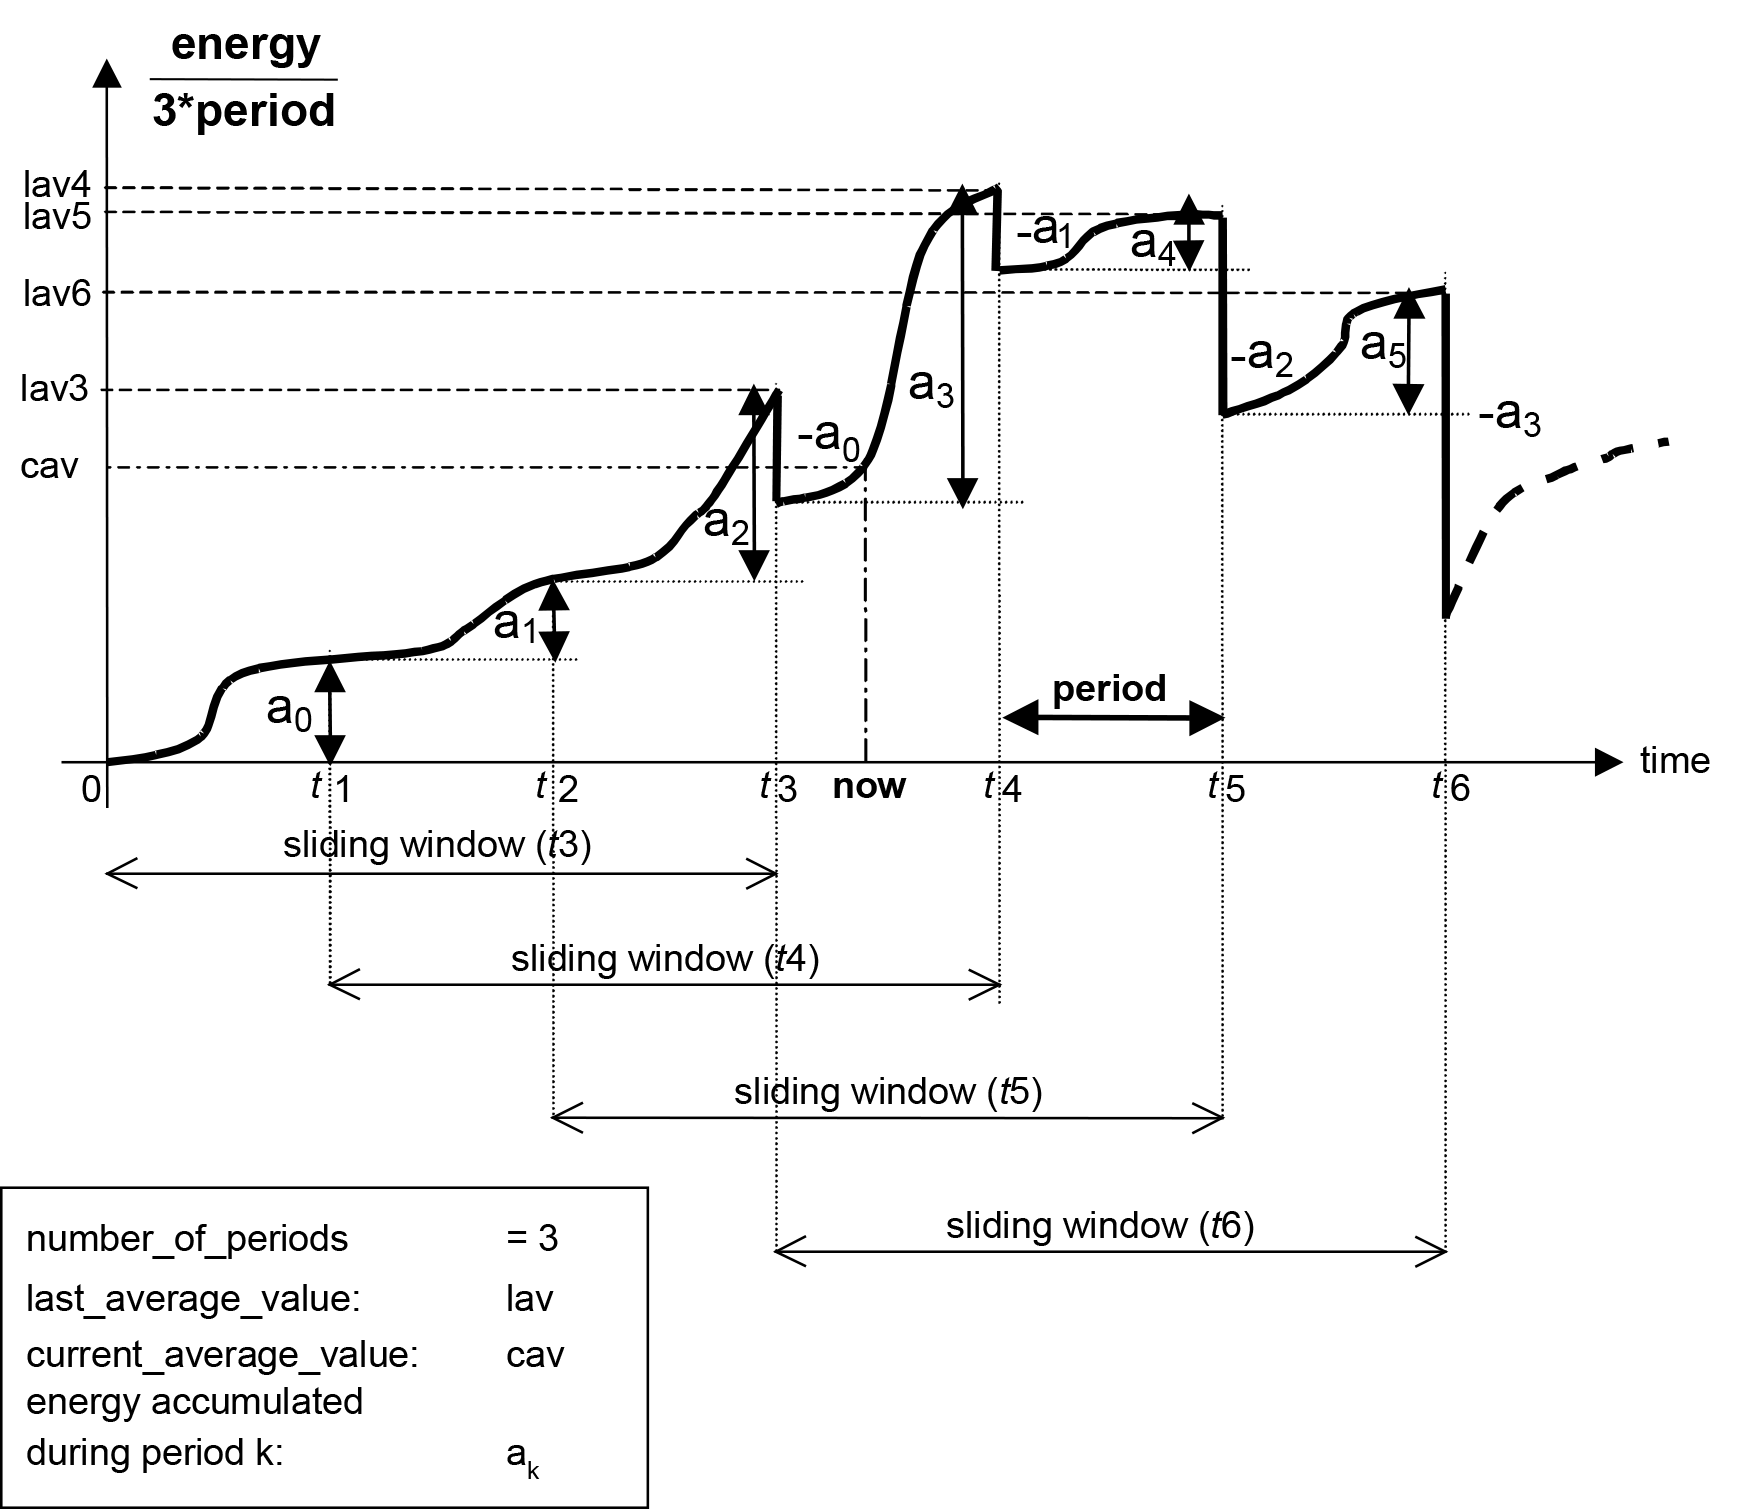 energy
3*period
lav4
lav5
-a1
a4
lav6
-a2
a5
lav3
a3
-a3
-a0
cav
a2
a1
period
a0
time
0
t1
t2
t3
now
t4
t5
t6
sliding window (t3)
sliding window (t4)
sliding window (t5)
sliding window (t6)
number_of_periods = 3
last_average_value: lav
current_average_value: cav
energy accumulated
during period k: ak